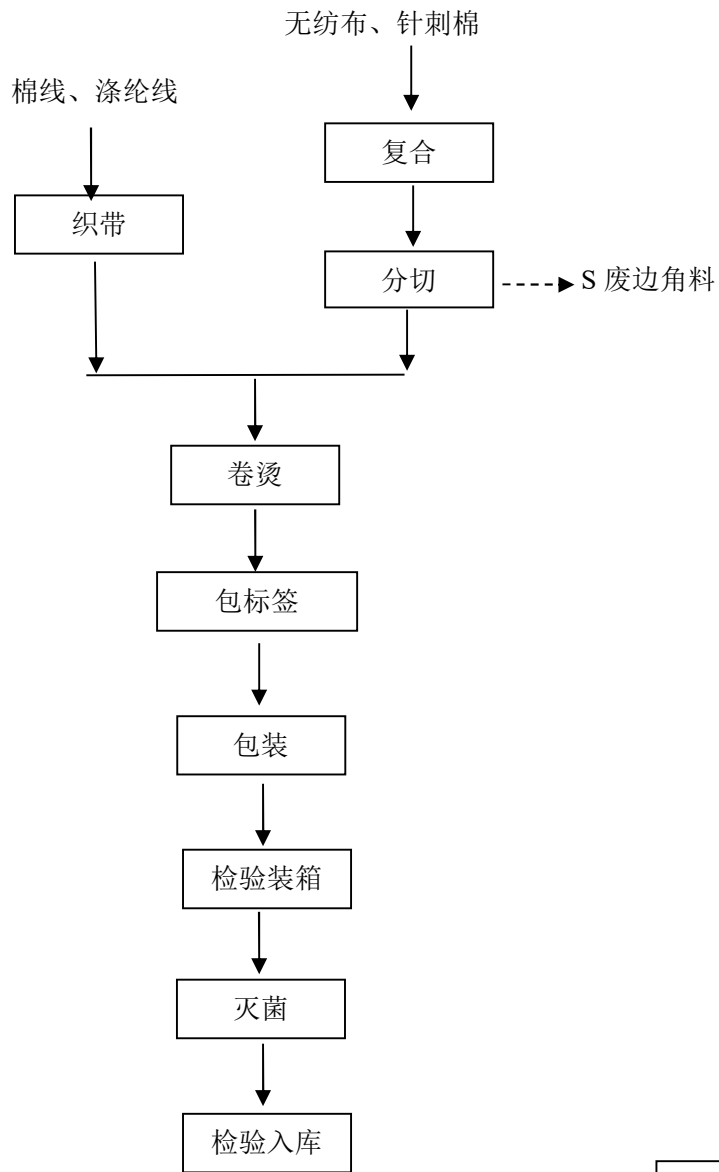 无纺布、针刺棉
棉线、涤纶线
复合
织带
分切
S 废边角料
卷烫
包标签
包装
检验装箱
灭菌
检验入库